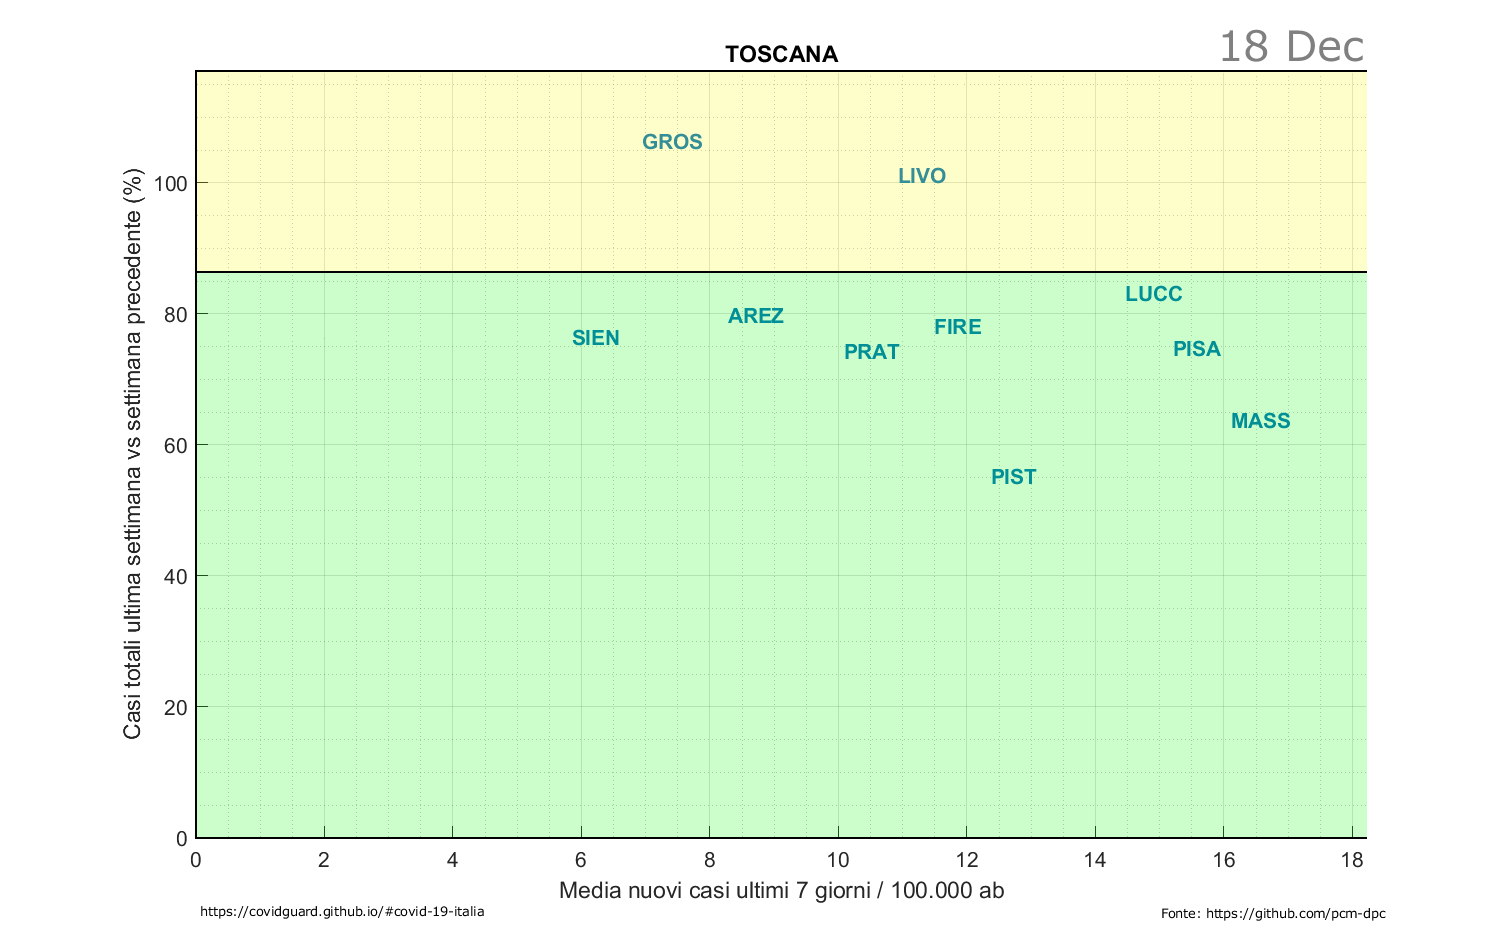 18 Dec
TOSCANA
Casi totali ultima settimana vs settimana precedente (%)
100
80
60
40
20
0
GROS
LIVO
LUCC
AREZ
FIRE
SIEN
PRAT
PISA
MASS
PIST
0 2 4 6 8 10 12 14 16 18
Media nuovi casi ultimi 7 giorni / 100.000 ab
https://covidguard.github.io/#covid-19-italia
Fonte: https://github.com/pcm-dpc